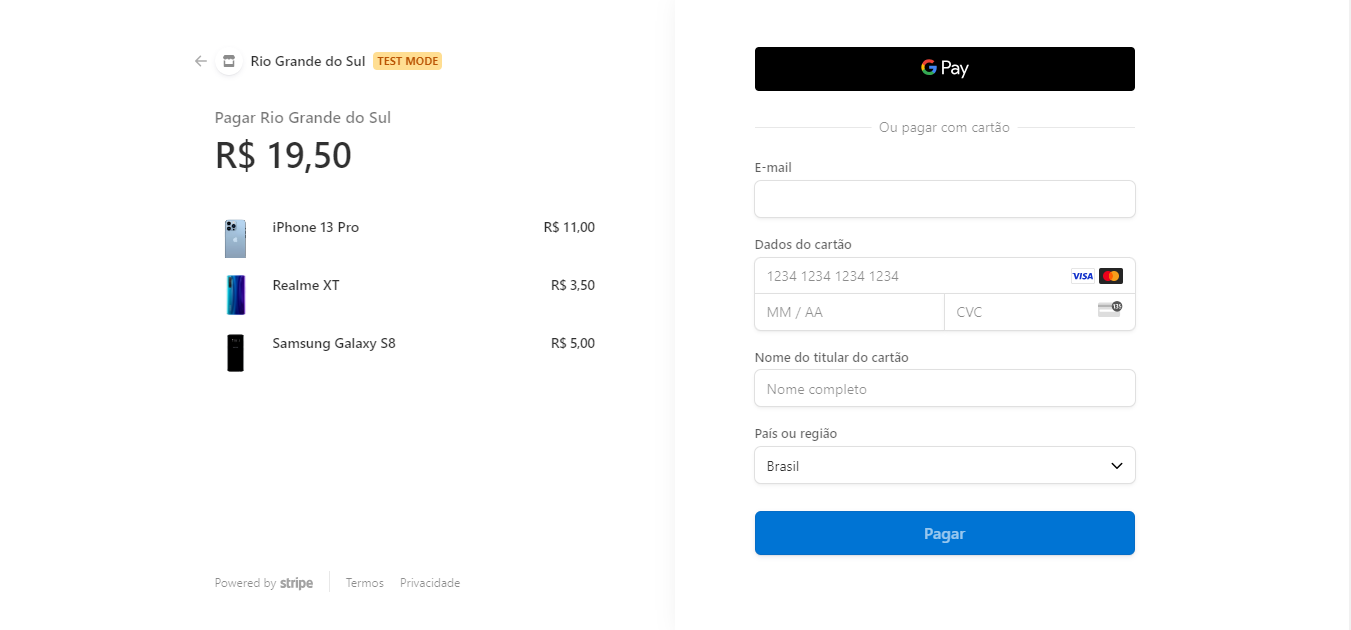 Rio Grande do Sul TEST MODE
Pagar Rio Grande do Sul
R$ 19,50
iPhone 13 Pro R$ 11,00
Realme XT R$ 3,50
Samsung Galaxy S8 R$ 5,00
Powered by stripe Termos Privacidade
G Pay
Ou pagar com cartão
E-mail
Dados do cartão
1234 1234 1234 1234 VISA
MM / AA CVC 135
Nome do titular do cartão
Nome completo
País ou região
Brasil
Pagar